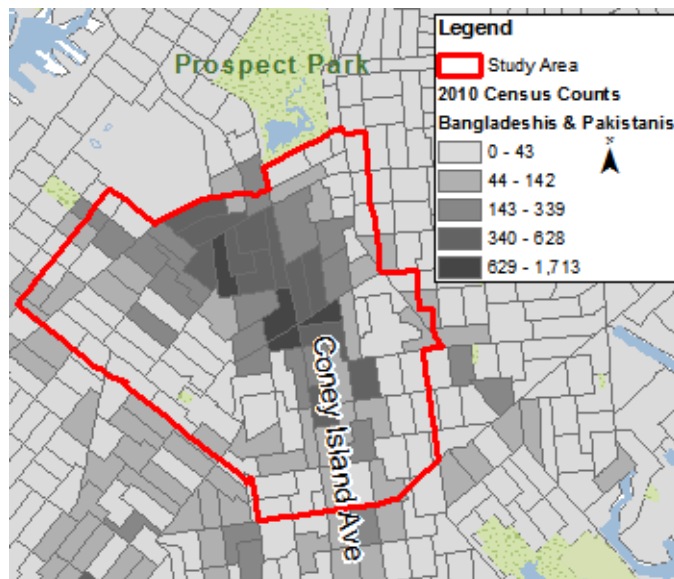 Prospect Park
Legend
Study Area
2010 Census Counts
Bangladeshis & Pakistanis
N
0 - 43
44 - 142
143 - 339
340 - 628
629 - 1,713
Coney Island Ave